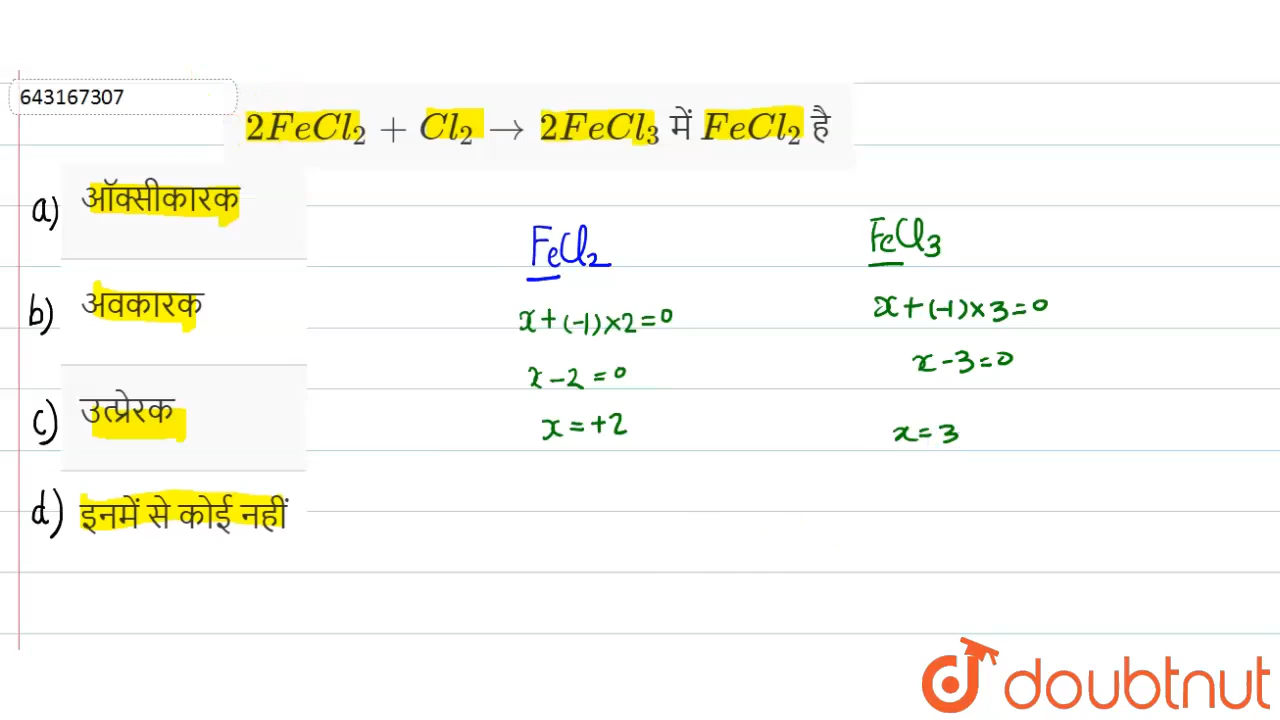 643167307
2FeCl₂ + Cl₂ → 2FeCl₃ में FeCl₂ है
a) ऑक्सीकारक
b) अवकारक
c) उत्प्रेरक
d) इनमें से कोई नहीं
FeCl₂
x+(-1)×2=0
x-2=0
x=+2
FeCl₃
x+(-1)×3=0
x-3=0
x=3
doubtnut